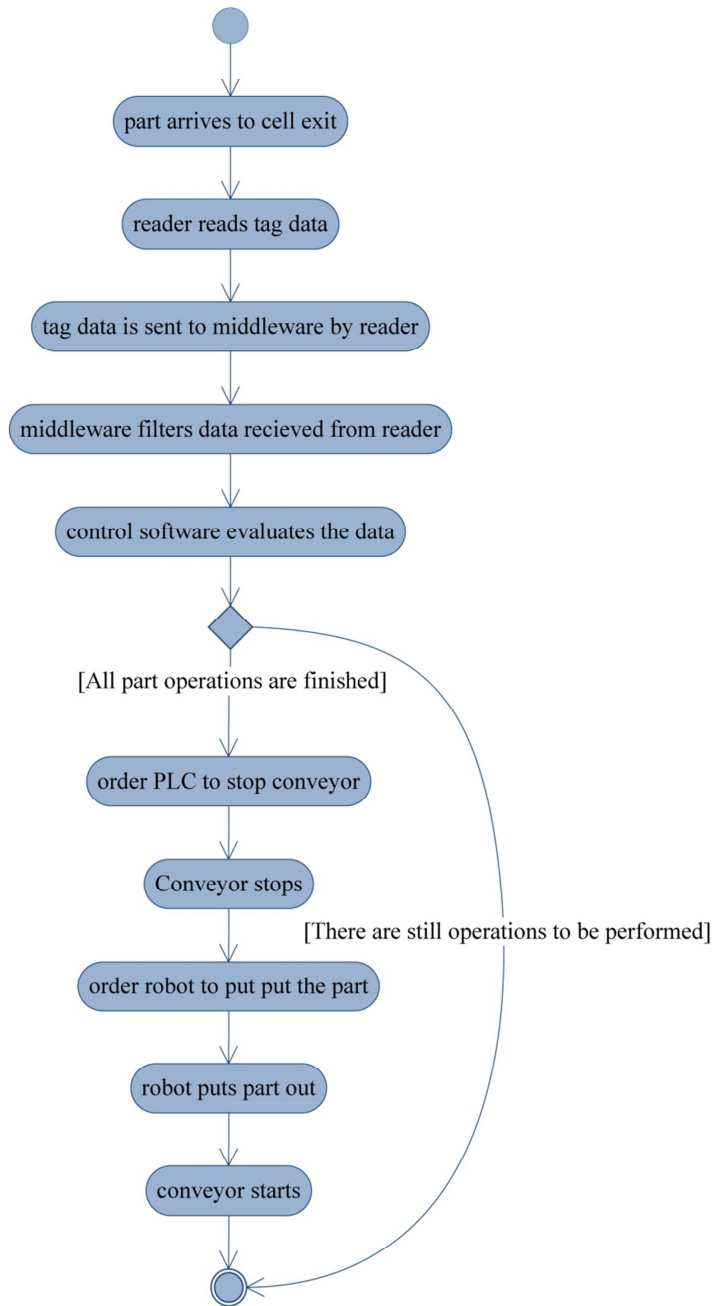 part arrives to cell exit
reader reads tag data
tag data is sent to middleware by reader
middleware filters data recieved from reader
control software evaluates the data
[All part operations are finished]
order PLC to stop conveyor
Conveyor stops
[There are still operations to be performed]
order robot to put put the part
robot puts part out
conveyor starts